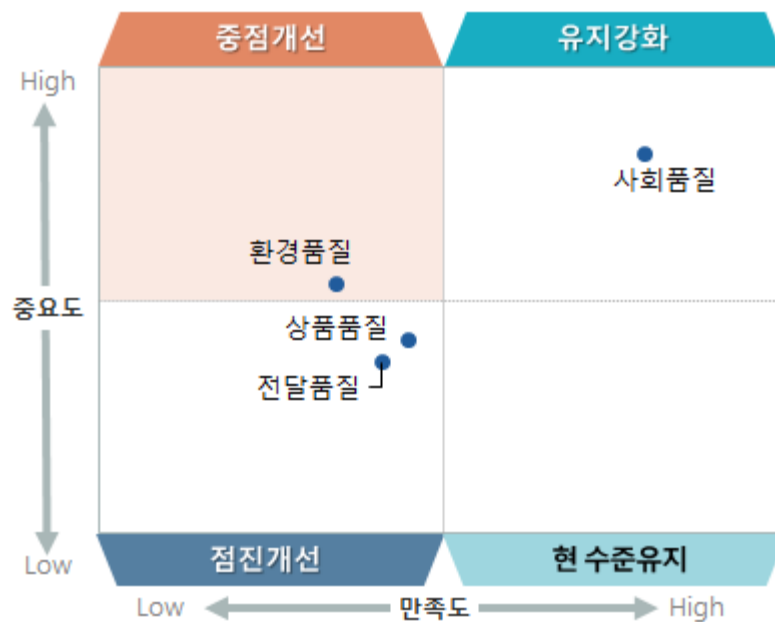 중점개선
유지강화
High
사회품질
환경품질
중요도
상품품질
전달품질
Low
점진개선
현 수준유지
Low
만족도
High